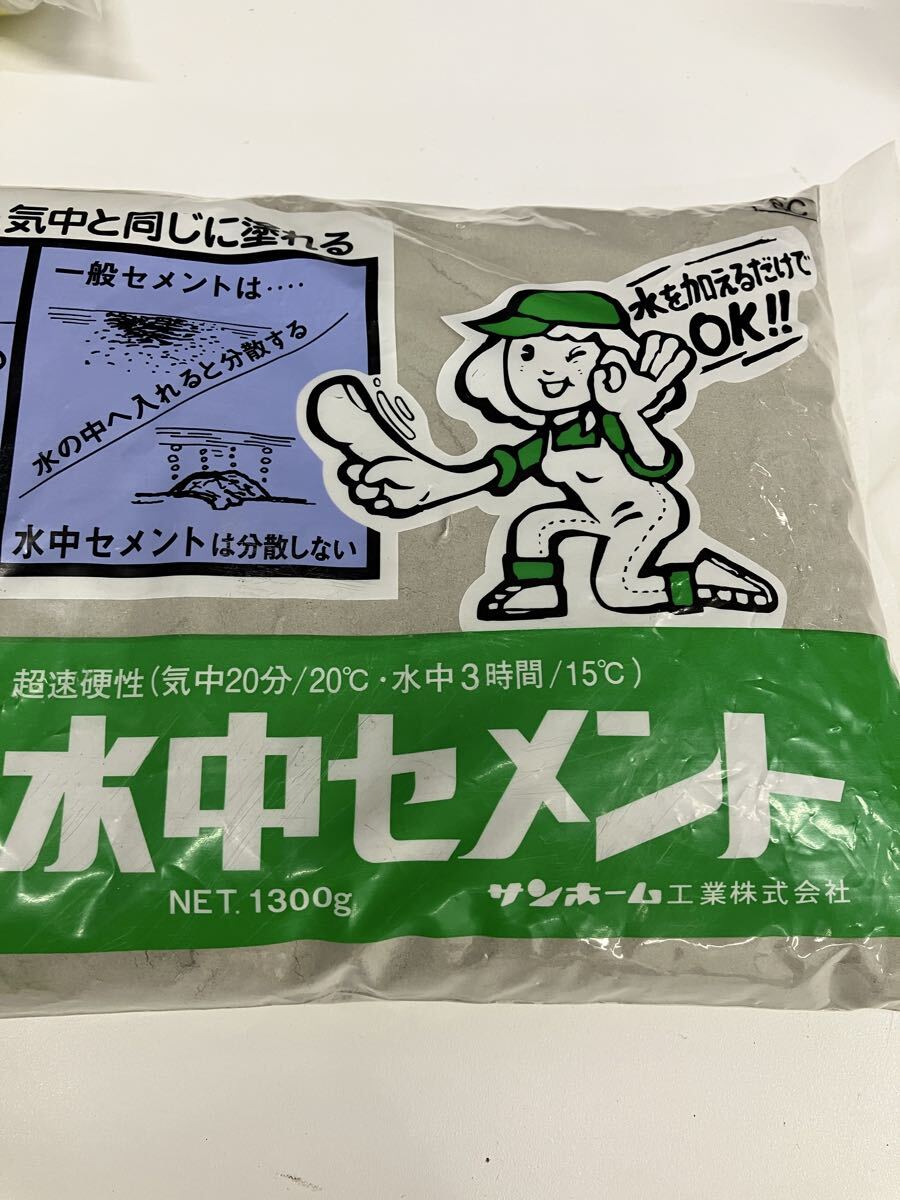 気中と同じに塗れる
一般セメントは‥‥
水の中へ入れると分散する
水中セメントは分散しない
水を加えるだけで
OK!!
超速硬性(気中20分/20℃・水中3時間/15℃)
水中セメント
NET. 1300g
サンホーム工業株式会社